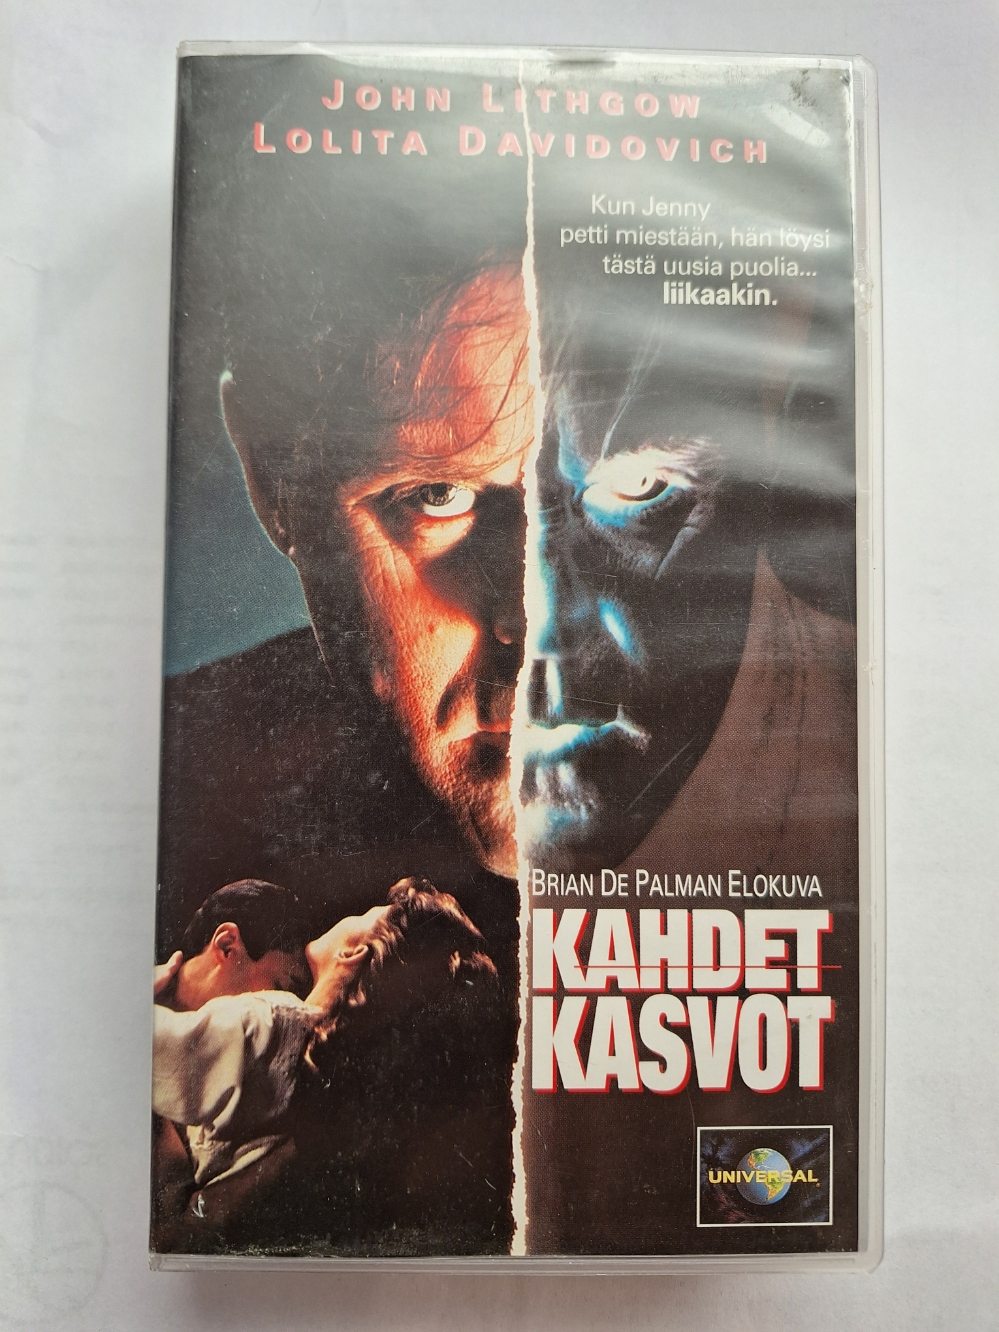 JOHN LITHGOW
LOLITA DAVIDOVICH
Kun Jenny
petti miestään, hän löysi
tästä uusia puolia...
liikaakin.
BRIAN DE PALMAN ELOKUVA
KAHDET
KASVOT
UNIVERSAL